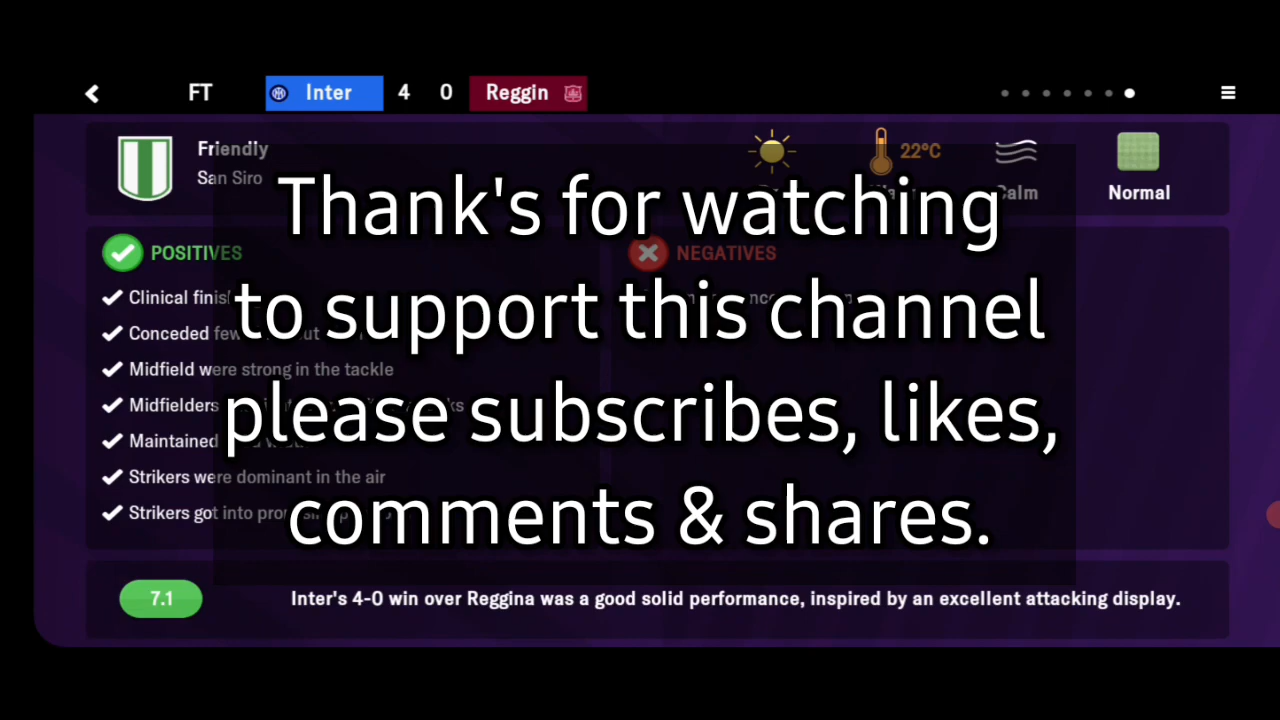 FT Inter 4 0 Reggin
Friendly
San Siro
22°C
Calm
Normal
Thank's for watching
to support this channel
please subscribes, likes,
comments & shares.
POSITIVES
NEGATIVES
Clinical finis
Conceded few
Midfield were strong in the tackle
Midfielders
Maintained
Strikers were dominant in the air
Strikers got into
7.1 Inter's 4-0 win over Reggina was a good solid performance, inspired by an excellent attacking display.